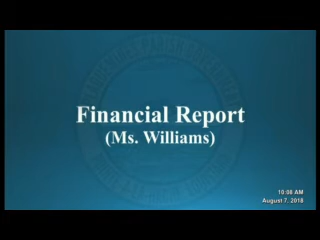 Financial Report
(Ms. Williams)
10:08 AM
August 7, 2018